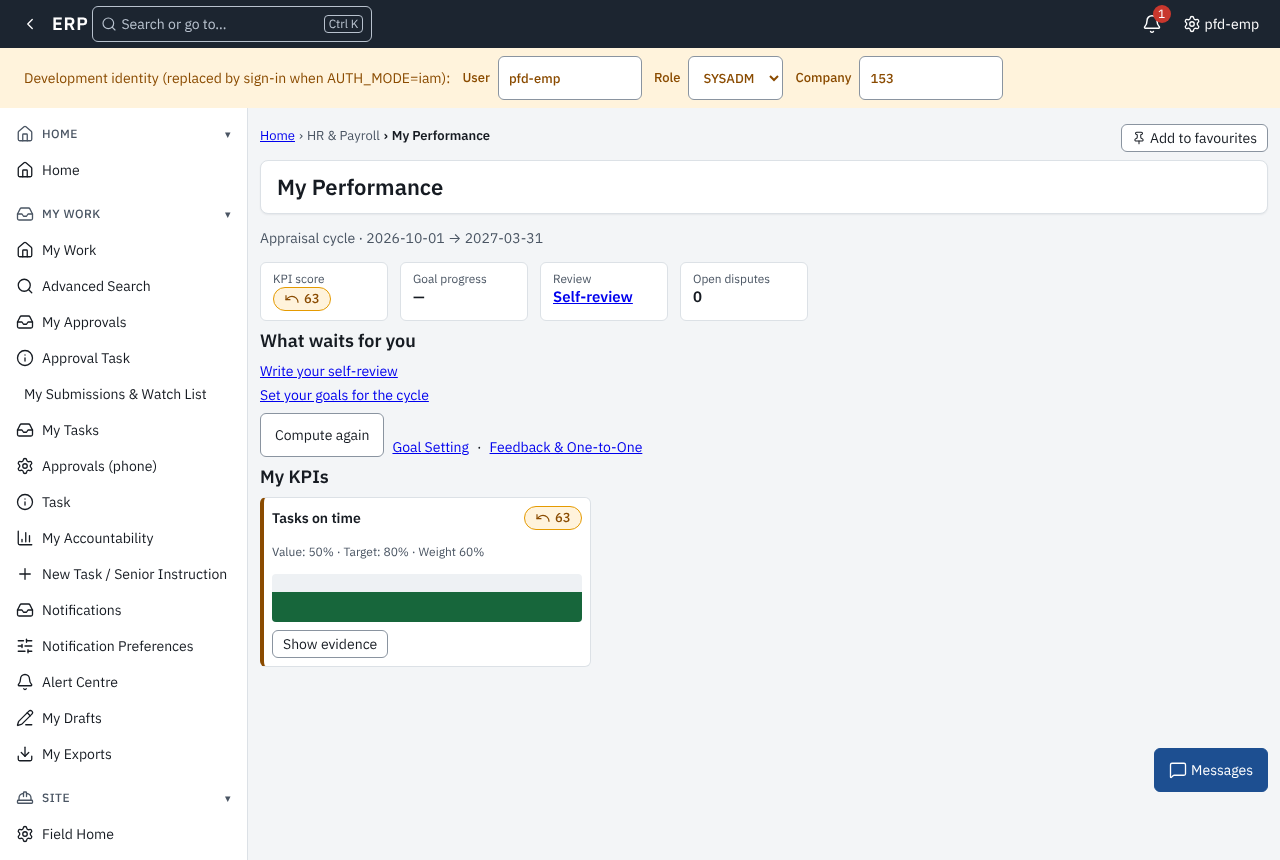 ERP
Search or go to...
Ctrl K
1
pfd-emp
Development identity (replaced by sign-in when AUTH_MODE=iam):
User
pfd-emp
Role
SYSADM
Company
153
HOME
Home
MY WORK
My Work
Advanced Search
My Approvals
Approval Task
My Submissions & Watch List
My Tasks
Approvals (phone)
Task
My Accountability
New Task / Senior Instruction
Notifications
Notification Preferences
Alert Centre
My Drafts
My Exports
SITE
Field Home
Home › HR & Payroll › My Performance
Add to favourites
My Performance
Appraisal cycle · 2026-10-01 → 2027-03-31
KPI score
63
Goal progress
—
Review
Self-review
Open disputes
0
What waits for you
Write your self-review
Set your goals for the cycle
Compute again
Goal Setting · Feedback & One-to-One
My KPIs
Tasks on time
63
Value: 50% · Target: 80% · Weight 60%
Show evidence
Messages